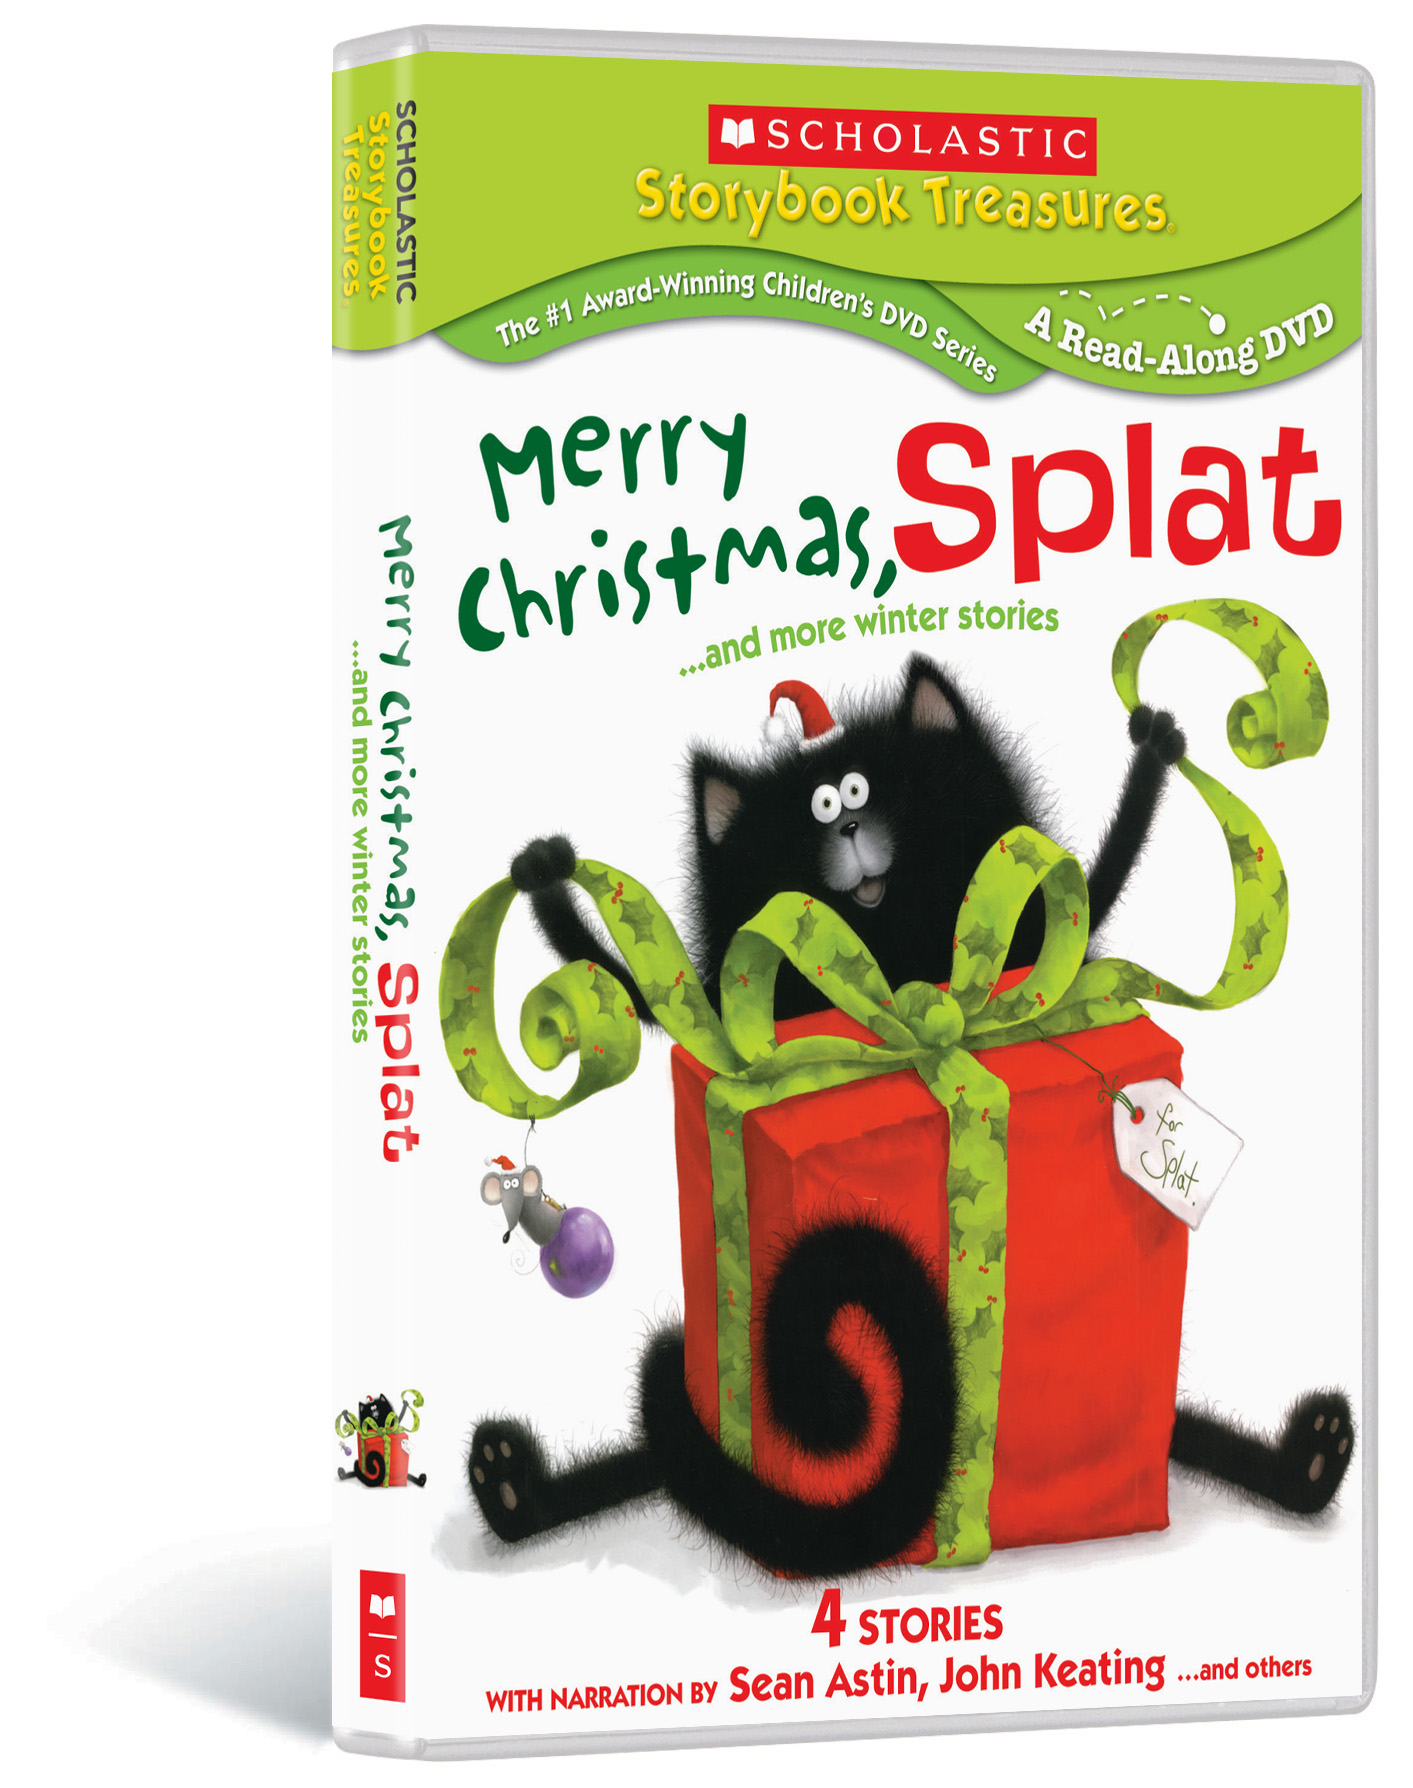 SCHOLASTIC
Storybook Treasures®
The #1 Award-Winning Children's DVD Series
A Read-Along DVD
Merry
Christmas, Splat
...and more winter stories
for
Splat.
4 STORIES
WITH NARRATION BY Sean Astin, John Keating ...and others
SCHOLASTIC
Storybook
Treasures.
Merry Christmas, Splat
...and more winter stories
S